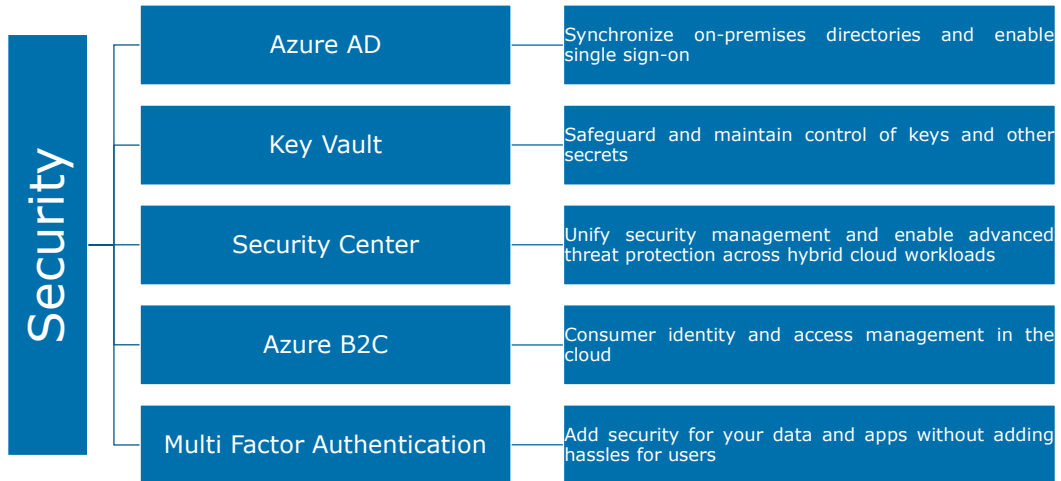 Security
Azure AD
Synchronize on-premises directories and enable
single sign-on
Key Vault
Safeguard and maintain control of keys and other
secrets
Security Center
Unify security management and enable advanced
threat protection across hybrid cloud workloads
Azure B2C
Consumer identity and access management in the
cloud
Multi Factor Authentication
Add security for your data and apps without adding
hassles for users